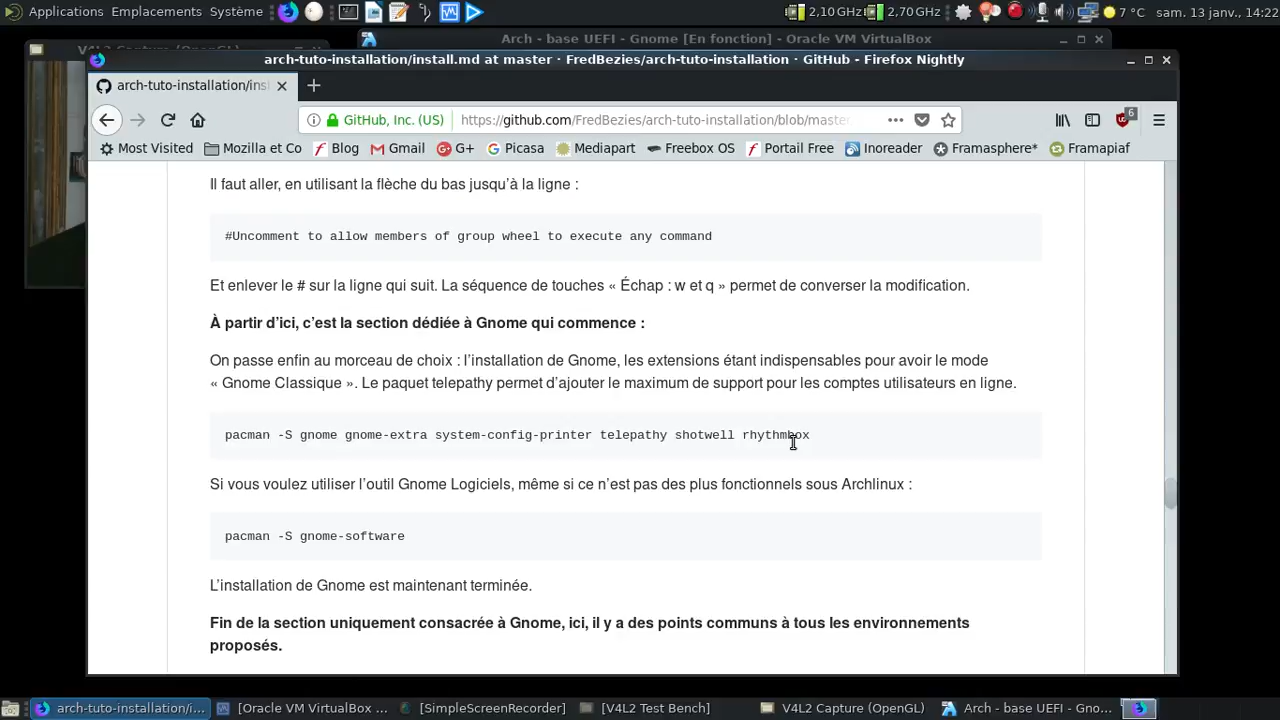 Applications Emplacements Système 2,10 GHz 2,70 GHz 7 °C sam. 13 janv., 14:22
V4L2 Capture (OpenGL)
Arch - base UEFI - Gnome [En fonction] - Oracle VM VirtualBox
arch-tuto-installation/install.md at master · FredBezies/arch-tuto-installation · GitHub - Firefox Nightly
arch-tuto-installation/ins
GitHub, Inc. (US) https://github.com/FredBezies/arch-tuto-installation/blob/master 6
Most Visited Mozilla et Co Blog Gmail G+ Picasa Mediapart Freebox OS Portail Free Inoreader Framasphere* Framapiaf
Il faut aller, en utilisant la flèche du bas jusqu’à la ligne :
#Uncomment to allow members of group wheel to execute any command
Et enlever le # sur la ligne qui suit. La séquence de touches « Échap : w et q » permet de converser la modification.
À partir d’ici, c’est la section dédiée à Gnome qui commence :
On passe enfin au morceau de choix : l’installation de Gnome, les extensions étant indispensables pour avoir le mode
« Gnome Classique ». Le paquet telepathy permet d’ajouter le maximum de support pour les comptes utilisateurs en ligne.
pacman -S gnome gnome-extra system-config-printer telepathy shotwell rhythmbox
Si vous voulez utiliser l’outil Gnome Logiciels, même si ce n’est pas des plus fonctionnels sous Archlinux :
pacman -S gnome-software
L’installation de Gnome est maintenant terminée.
Fin de la section uniquement consacrée à Gnome, ici, il y a des points communs à tous les environnements
proposés.
arch-tuto-installation/i... [Oracle VM VirtualBox ... [SimpleScreenRecorder] [V4L2 Test Bench] V4L2 Capture (OpenGL) Arch - base UEFI - Gno...